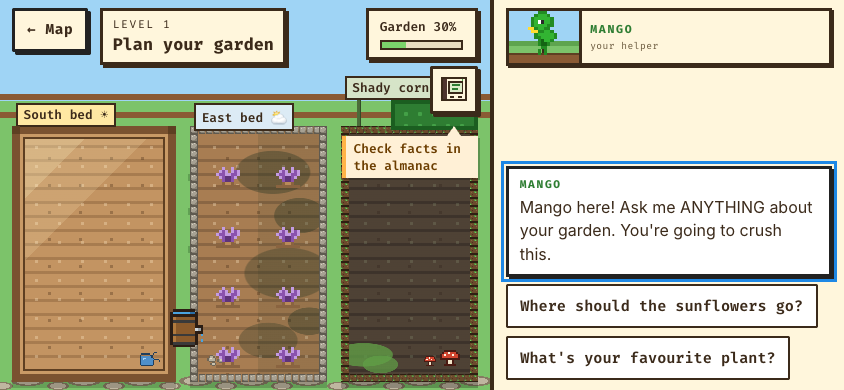 ← Map
LEVEL 1
Plan your garden
Garden 30%
Shady corn
South bed ☀
East bed ⛅
Check facts in
the almanac
MANGO
your helper
MANGO
Mango here! Ask me ANYTHING about
your garden. You're going to crush
this.
Where should the sunflowers go?
What's your favourite plant?